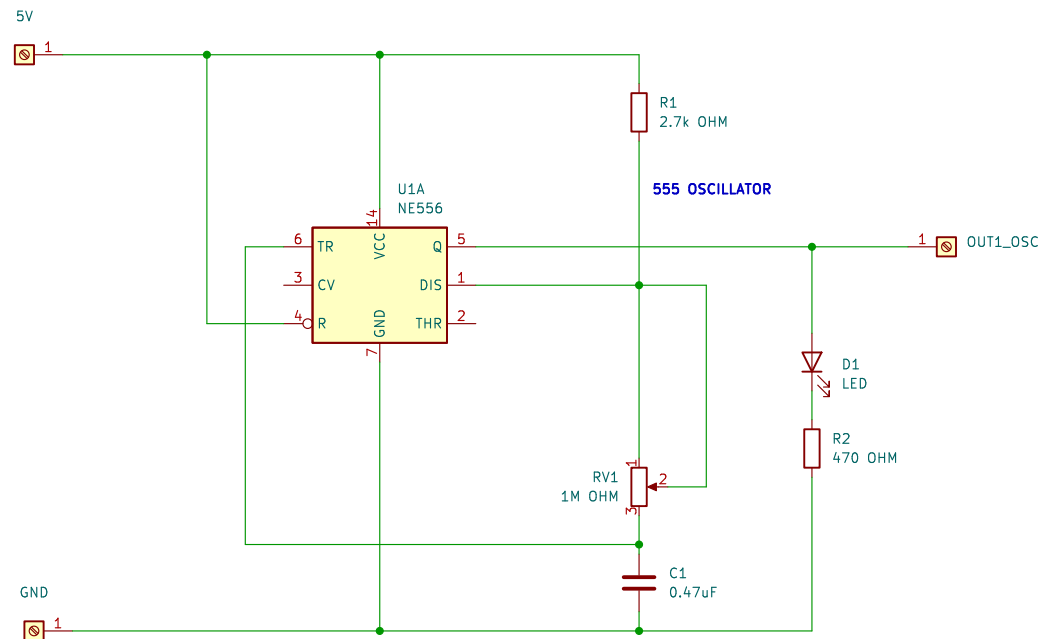 5V
1
R1
2.7k OHM
555 OSCILLATOR
U1A
NE556
14
6 TR VCC Q 5
1 OUT1_OSC
3 CV DIS 1
4 R GND THR 2
7
D1
LED
R2
470 OHM
1
RV1 2
1M OHM
3
C1
0.47uF
GND
1